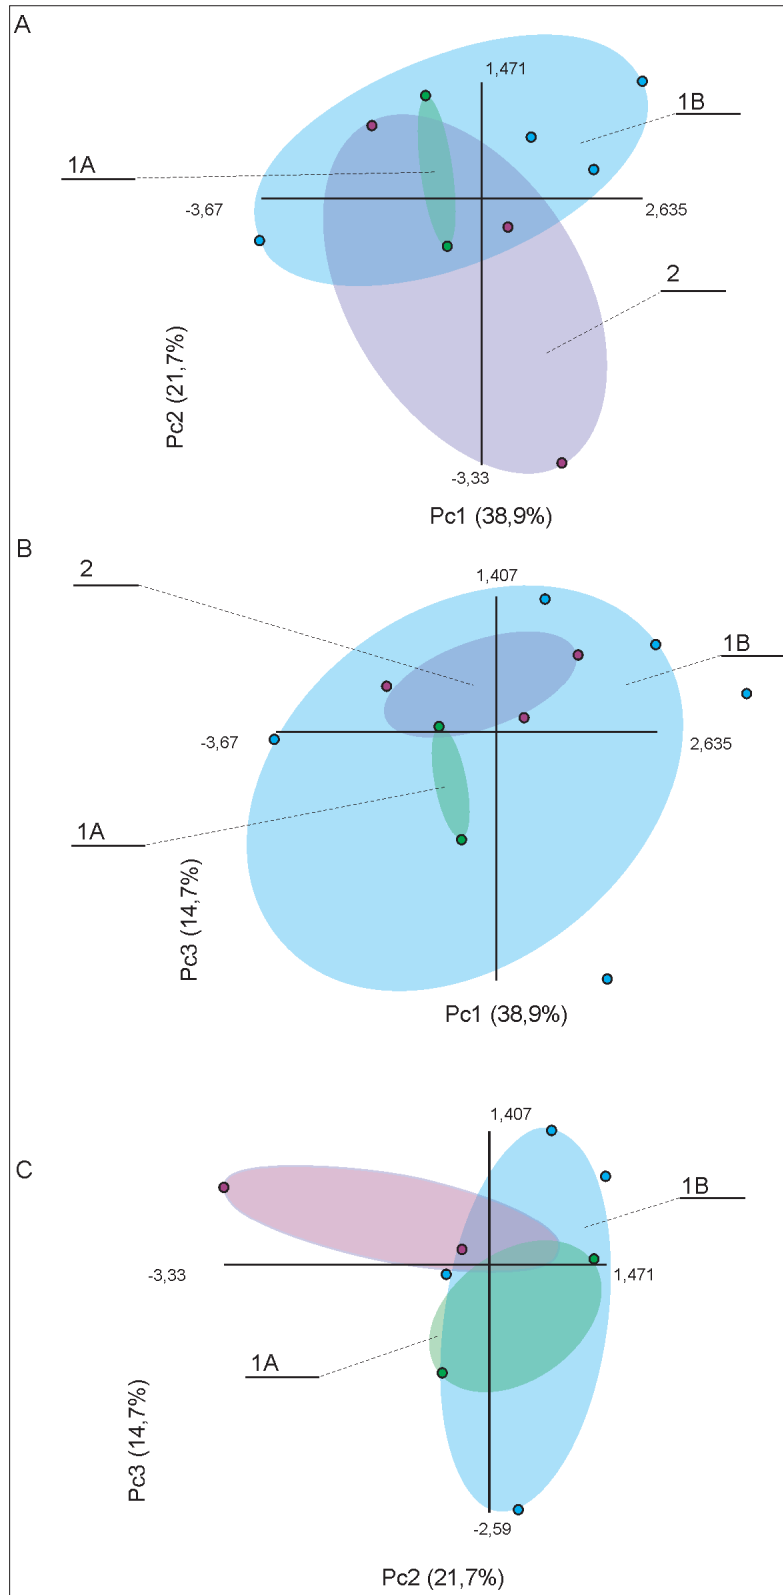 A
1,471
1B
1A
-3,67
2,635
2
Pc2 (21,7%)
-3,33
Pc1 (38,9%)
B
2
1,407
1B
-3,67
2,635
1A
Pc3 (14,7%)
Pc1 (38,9%)
C
1,407
1B
-3,33
1,471
1A
Pc3 (14,7%)
-2,59
Pc2 (21,7%)